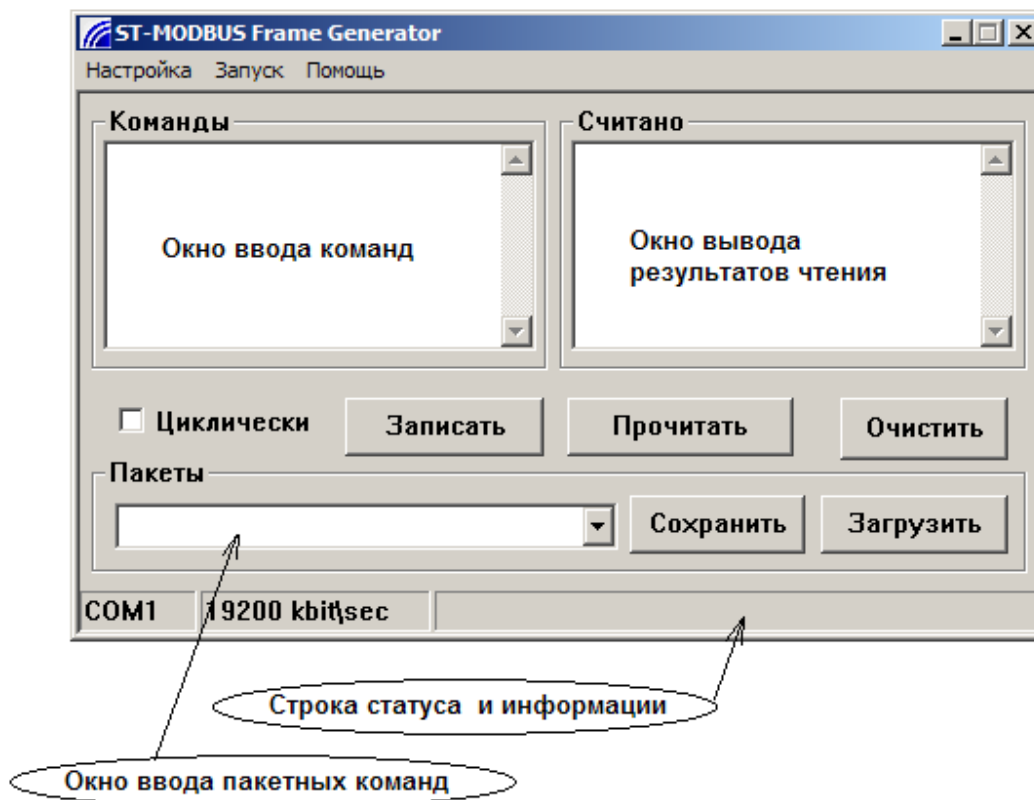 ST-MODBUS Frame Generator
Настройка Запуск Помощь
Команды
Считано
Окно ввода команд
Окно вывода
результатов чтения
Циклически
Записать
Прочитать
Очистить
Пакеты
Сохранить
Загрузить
COM1
19200 kbit\sec
Строка статуса и информации
Окно ввода пакетных команд